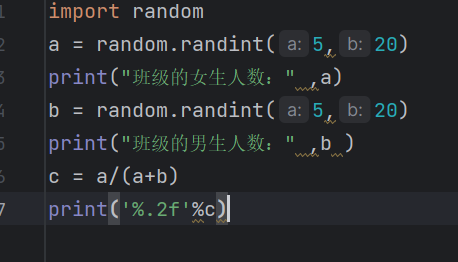 import random
2 a = random.randint( a: 5, b: 20)
3 print("班级的女生人数：" ,a)
4 b = random.randint( a: 5, b: 20)
5 print("班级的男生人数：" ,b )
6 c = a/(a+b)
7 print('%.2f'%c)